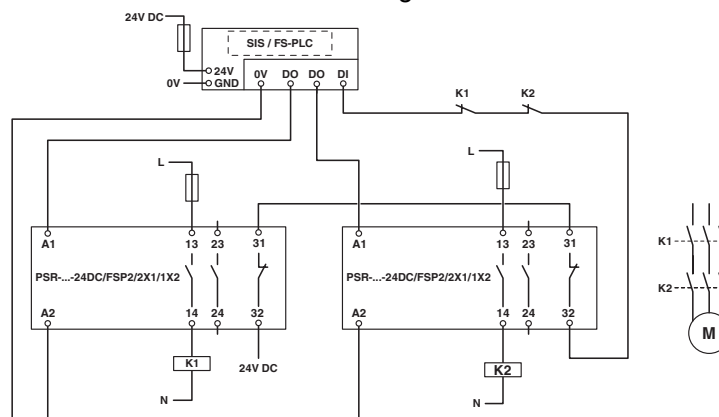 24V DC
SIS / FS-PLC
24V
0V DO DO DI
0V
GND
K1 K2
L
L
A1 13 23 31
A1 13 23 31
K1
PSR-...-24DC/FSP2/2X1/1X2
PSR-...-24DC/FSP2/2X1/1X2
K2
A2 14 24 32
A2 14 24 32
M
K1
24V DC
K2
N
N